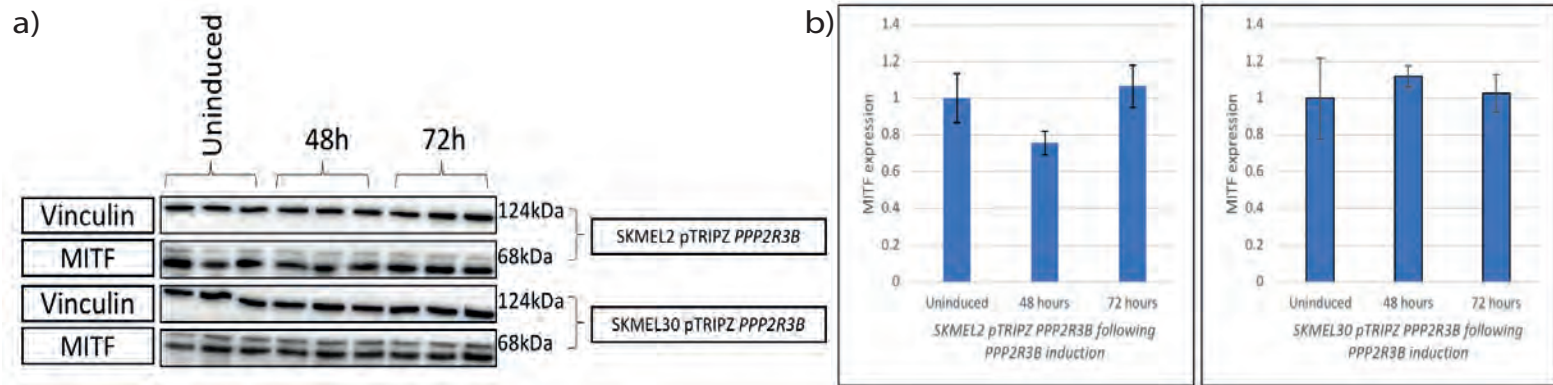 a)
Uninduced
48h
72h
Vinculin
124kDa
MITF
68kDa
SKMEL2 pTRIPZ PPP2R3B
Vinculin
124kDa
MITF
68kDa
SKMEL30 pTRIPZ PPP2R3B
b)
MITF expression
1.4
1.2
1
0.8
0.6
0.4
0.2
0
Uninduced
48 hours
72 hours
SKMEL2 pTRIPZ PPP2R3B following
PPP2R3B induction
MITF expression
1.4
1.2
1
0.8
0.6
0.4
0.2
0
Uninduced
48 hours
72 hours
SKMEL30 pTRIPZ PPP2R3B following
PPP2R3B induction